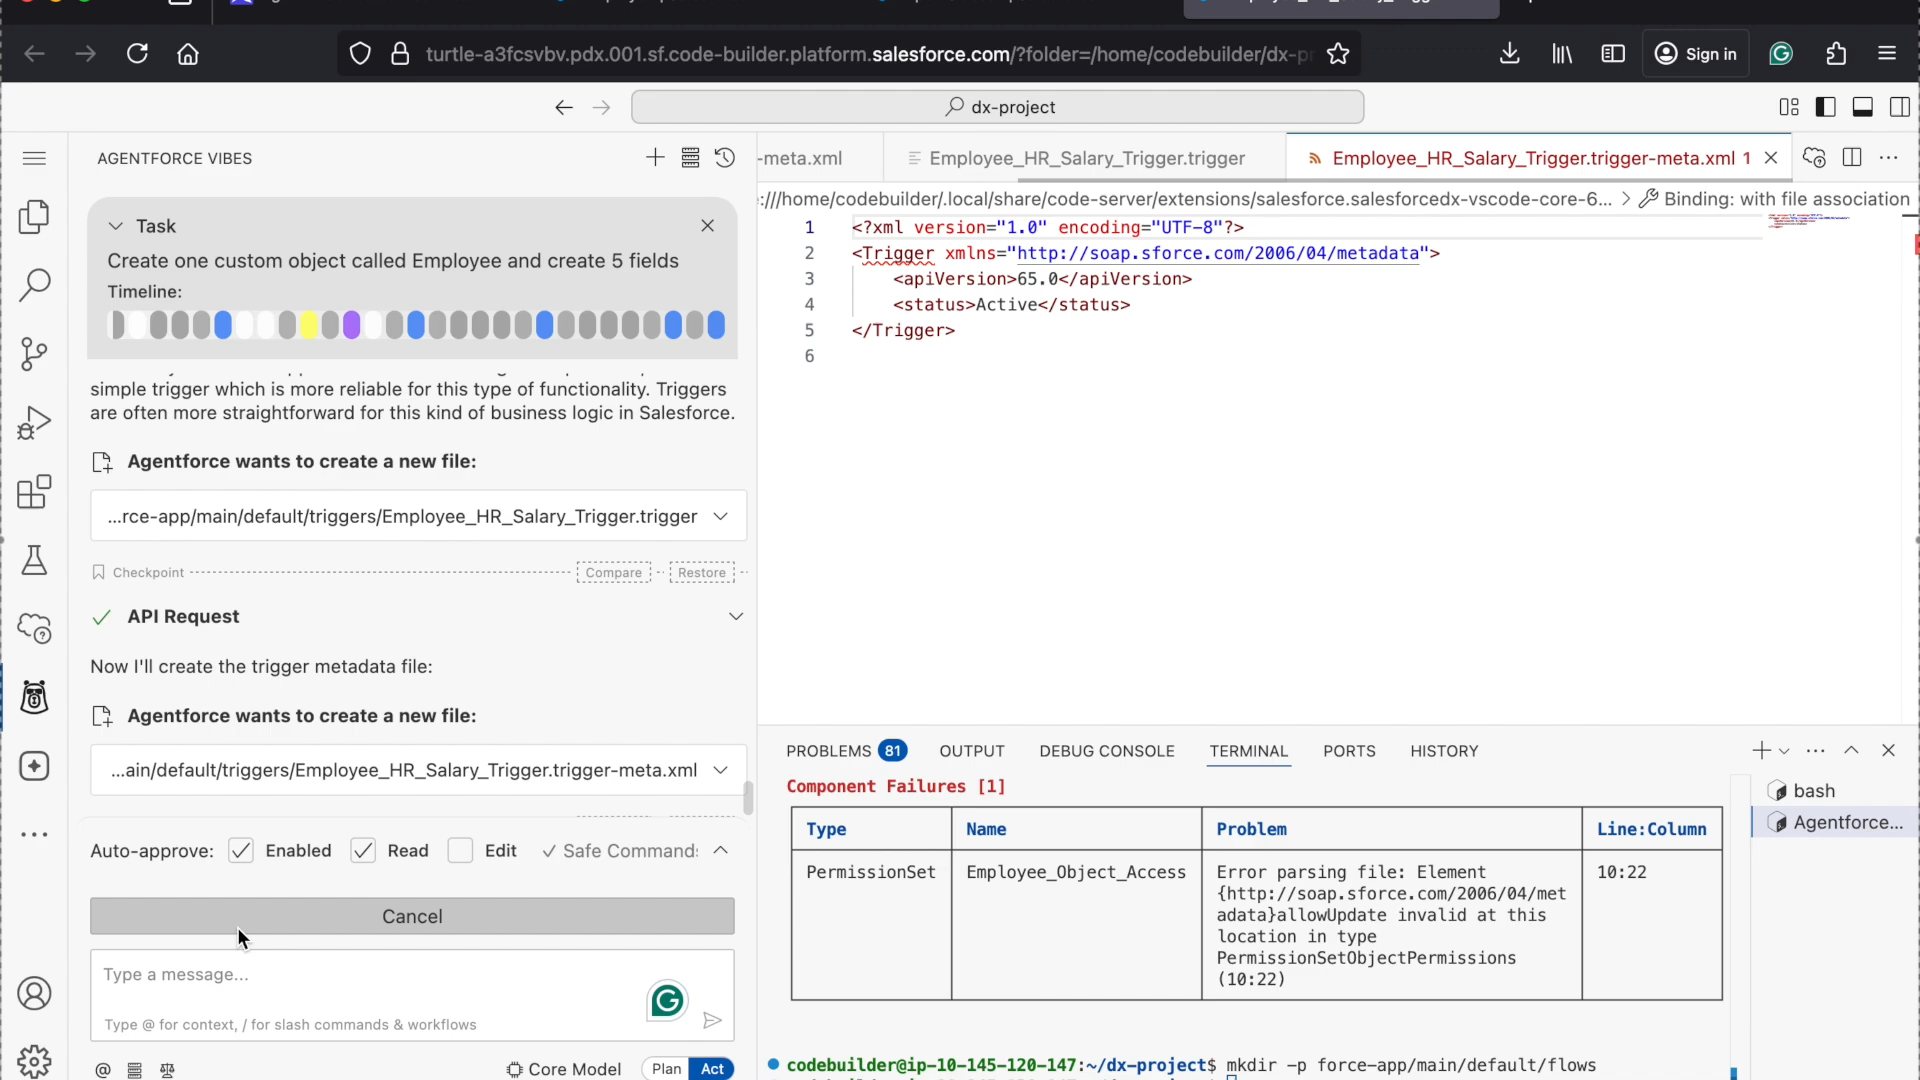 turtle-a3fcsvbv.pdx.001.sf.code-builder.platform.salesforce.com/?folder=/home/codebuilder/dx-pr
Sign in
dx-project
AGENTFORCE VIBES
-meta.xml
Employee_HR_Salary_Trigger.trigger
Employee_HR_Salary_Trigger.trigger-meta.xml 1
:///home/codebuilder/.local/share/code-server/extensions/salesforce.salesforcedx-vscode-core-6... > Binding: with file association
Task
Create one custom object called Employee and create 5 fields
Timeline:
simple trigger which is more reliable for this type of functionality. Triggers
are often more straightforward for this kind of business logic in Salesforce.
Agentforce wants to create a new file:
...rce-app/main/default/triggers/Employee_HR_Salary_Trigger.trigger
Checkpoint
Compare
Restore
API Request
Now I'll create the trigger metadata file:
Agentforce wants to create a new file:
...ain/default/triggers/Employee_HR_Salary_Trigger.trigger-meta.xml
Auto-approve: Enabled Read Edit Safe Command
Cancel
Type a message...
Type @ for context, / for slash commands & workflows
Core Model
Plan
Act
1 <?xml version="1.0" encoding="UTF-8"?>
2 <Trigger xmlns="http://soap.sforce.com/2006/04/metadata">
3 <apiVersion>65.0</apiVersion>
4 <status>Active</status>
5 </Trigger>
6
PROBLEMS 81 OUTPUT DEBUG CONSOLE TERMINAL PORTS HISTORY
Component Failures [1]
Type Name Problem Line:Column
PermissionSet Employee_Object_Access Error parsing file: Element 10:22
{http://soap.sforce.com/2006/04/met
adata}allowUpdate invalid at this
location in type
PermissionSetObjectPermissions
(10:22)
codebuilder@ip-10-145-120-147:~/dx-project$ mkdir -p force-app/main/default/flows
bash
Agentforce...